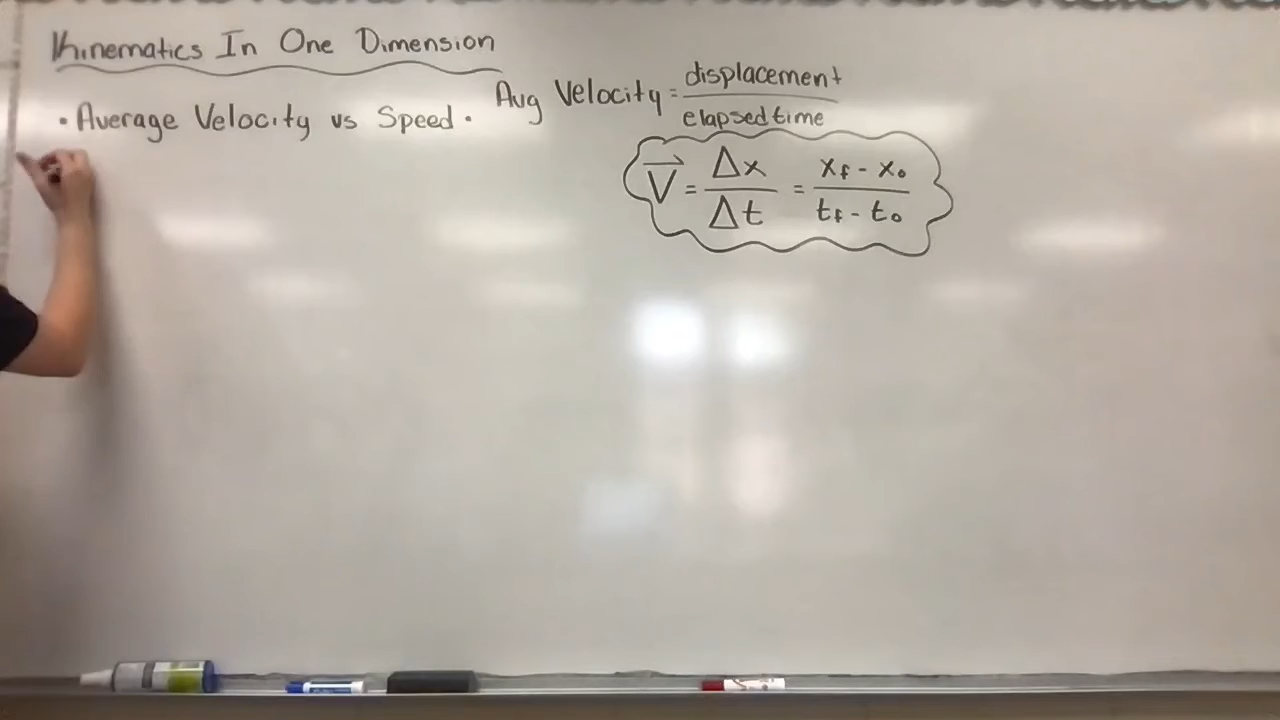 Kinematics In One Dimension
• Average Velocity vs Speed •
Avg Velocity = displacement / elapsed time
V⃗ = Δx / Δt = xf - x₀ / tf - t₀